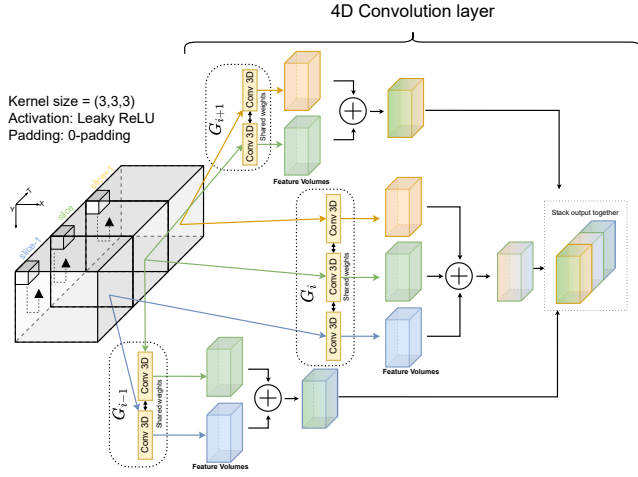 4D Convolution layer
Kernel size = (3,3,3)
Activation: Leaky ReLU
Padding: 0-padding
T
X
Y
slice+1
slice
slice-1
G_{i+1}
Conv 3D
Conv 3D
Shared weights
Feature Volumes
G_i
Conv 3D
Conv 3D
Conv 3D
Shared weights
Feature Volumes
Stack output together
G_{i-1}
Conv 3D
Conv 3D
Shared weights
Feature Volumes